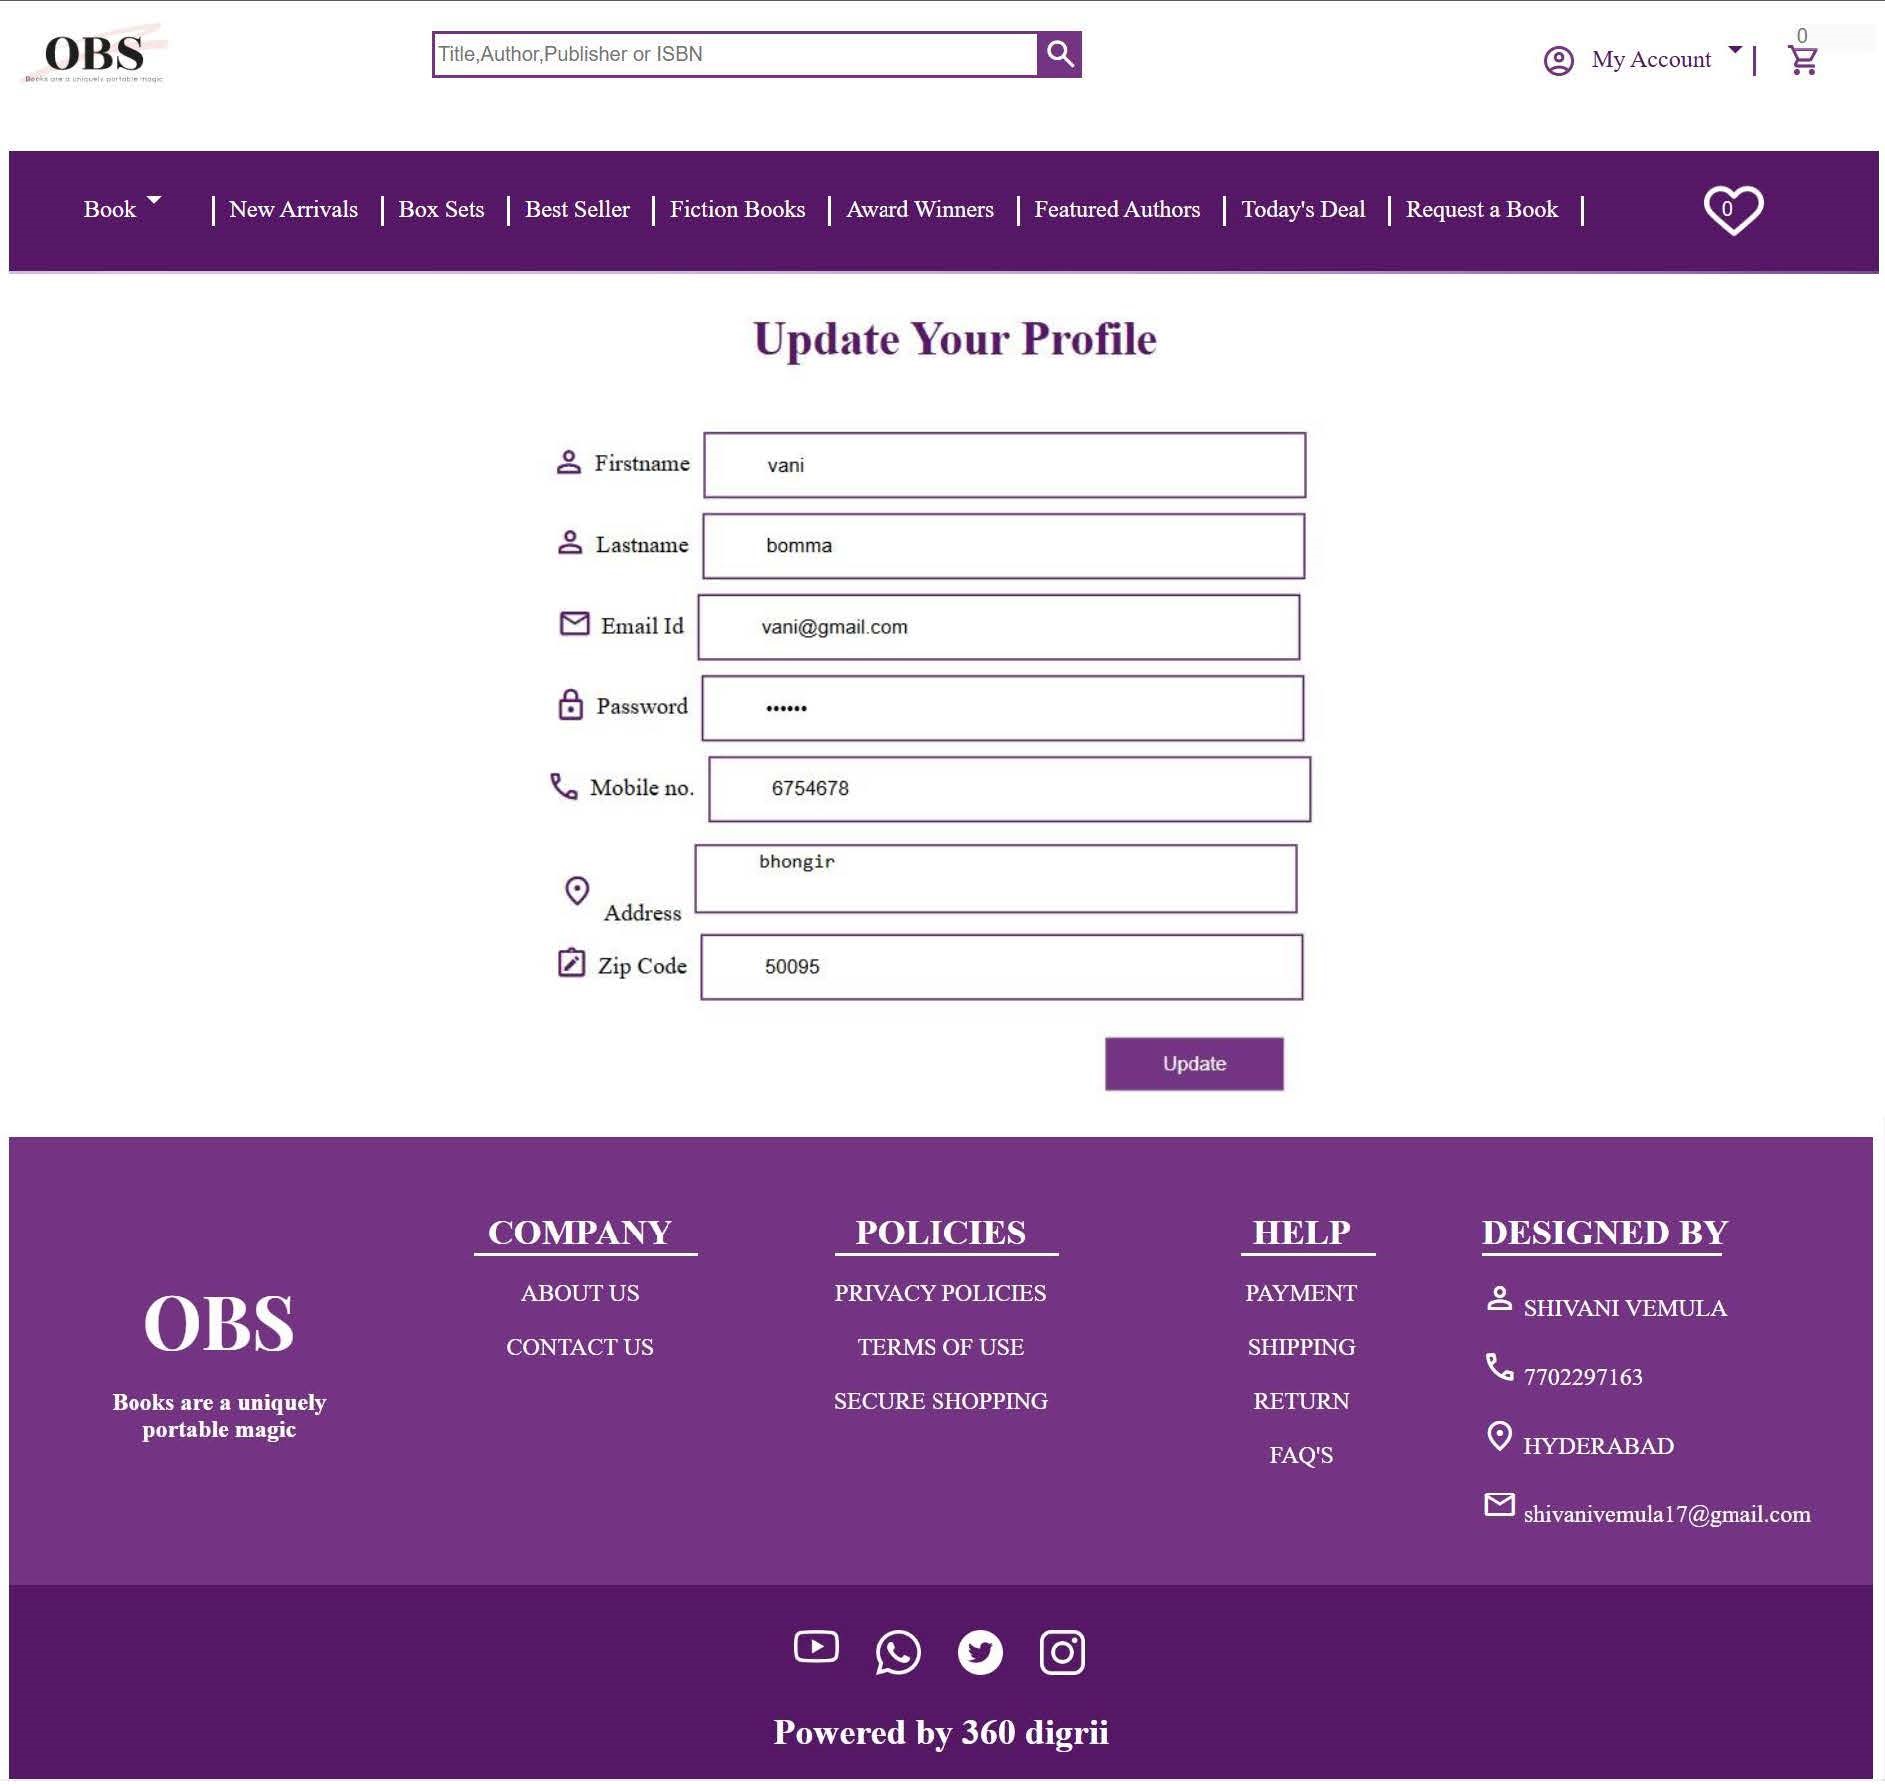 OBS
Books are a uniquely portable magic
Title,Author,Publisher or ISBN
My Account
0
Book
New Arrivals
Box Sets
Best Seller
Fiction Books
Award Winners
Featured Authors
Today's Deal
Request a Book
0
Update Your Profile
Firstname
vani
Lastname
bomma
Email Id
vani@gmail.com
Password
••••••
Mobile no.
6754678
Address
bhongir
Zip Code
50095
Update
OBS
Books are a uniquely
portable magic
COMPANY
ABOUT US
CONTACT US
POLICIES
PRIVACY POLICIES
TERMS OF USE
SECURE SHOPPING
HELP
PAYMENT
SHIPPING
RETURN
FAQ'S
DESIGNED BY
SHIVANI VEMULA
7702297163
HYDERABAD
shivanivemula17@gmail.com
Powered by 360 digrii